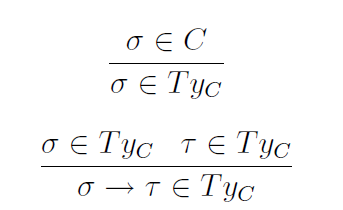 σ ∈ C
σ ∈ Ty_C
σ ∈ Ty_C τ ∈ Ty_C
σ → τ ∈ Ty_C